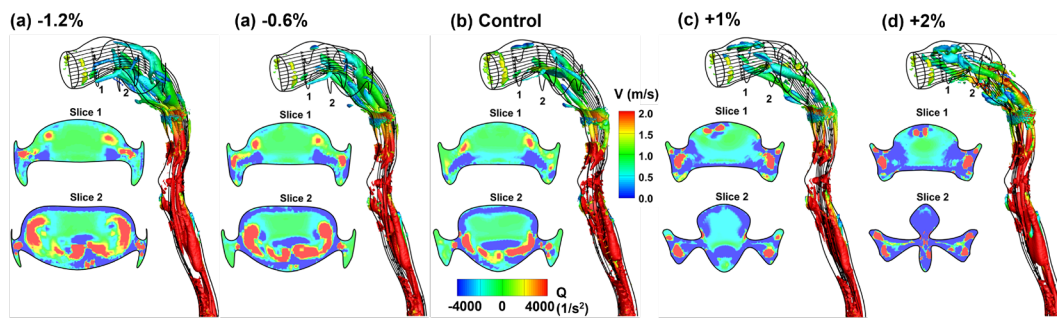 (a) -1.2%
(a) -0.6%
(b) Control
(c) +1%
(d) +2%
1
2
1
2
1
2
1
2
1
2
Slice 1
Slice 1
Slice 1
Slice 1
Slice 1
V (m/s)
2.0
1.5
1.0
0.5
0.0
Slice 2
Slice 2
Slice 2
Slice 2
Slice 2
Q
-4000 0 4000
(1/s²)